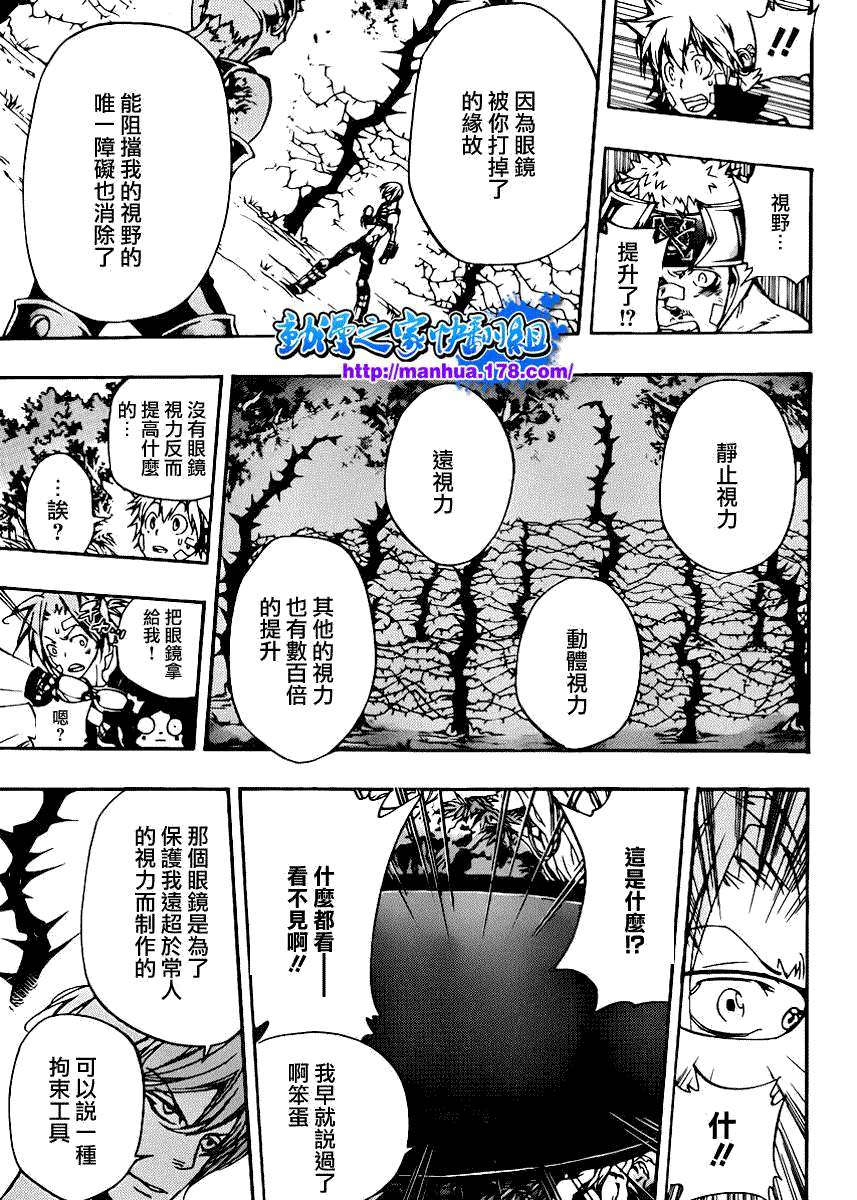 !!
視野…
提升了!?
因為眼鏡
被你打掉了
的緣故
能阻擋我的視野的
唯一障礙也消除了
動漫之家快翻組
http://manhua.178.com/
靜止視力
動體視力
遠視力
其他的視力
也有數百倍
的提升
沒有眼鏡
視力反而
提高什麼
的…
…誒?
把眼鏡拿
給我!
嗯?
什!!
這是什麼!?
什麼都看——
看不見啊!!
我早就說過了
啊笨蛋
那個眼鏡是為了
保護我遠超於常人
的視力而制作的
可以說一種
拘束工具